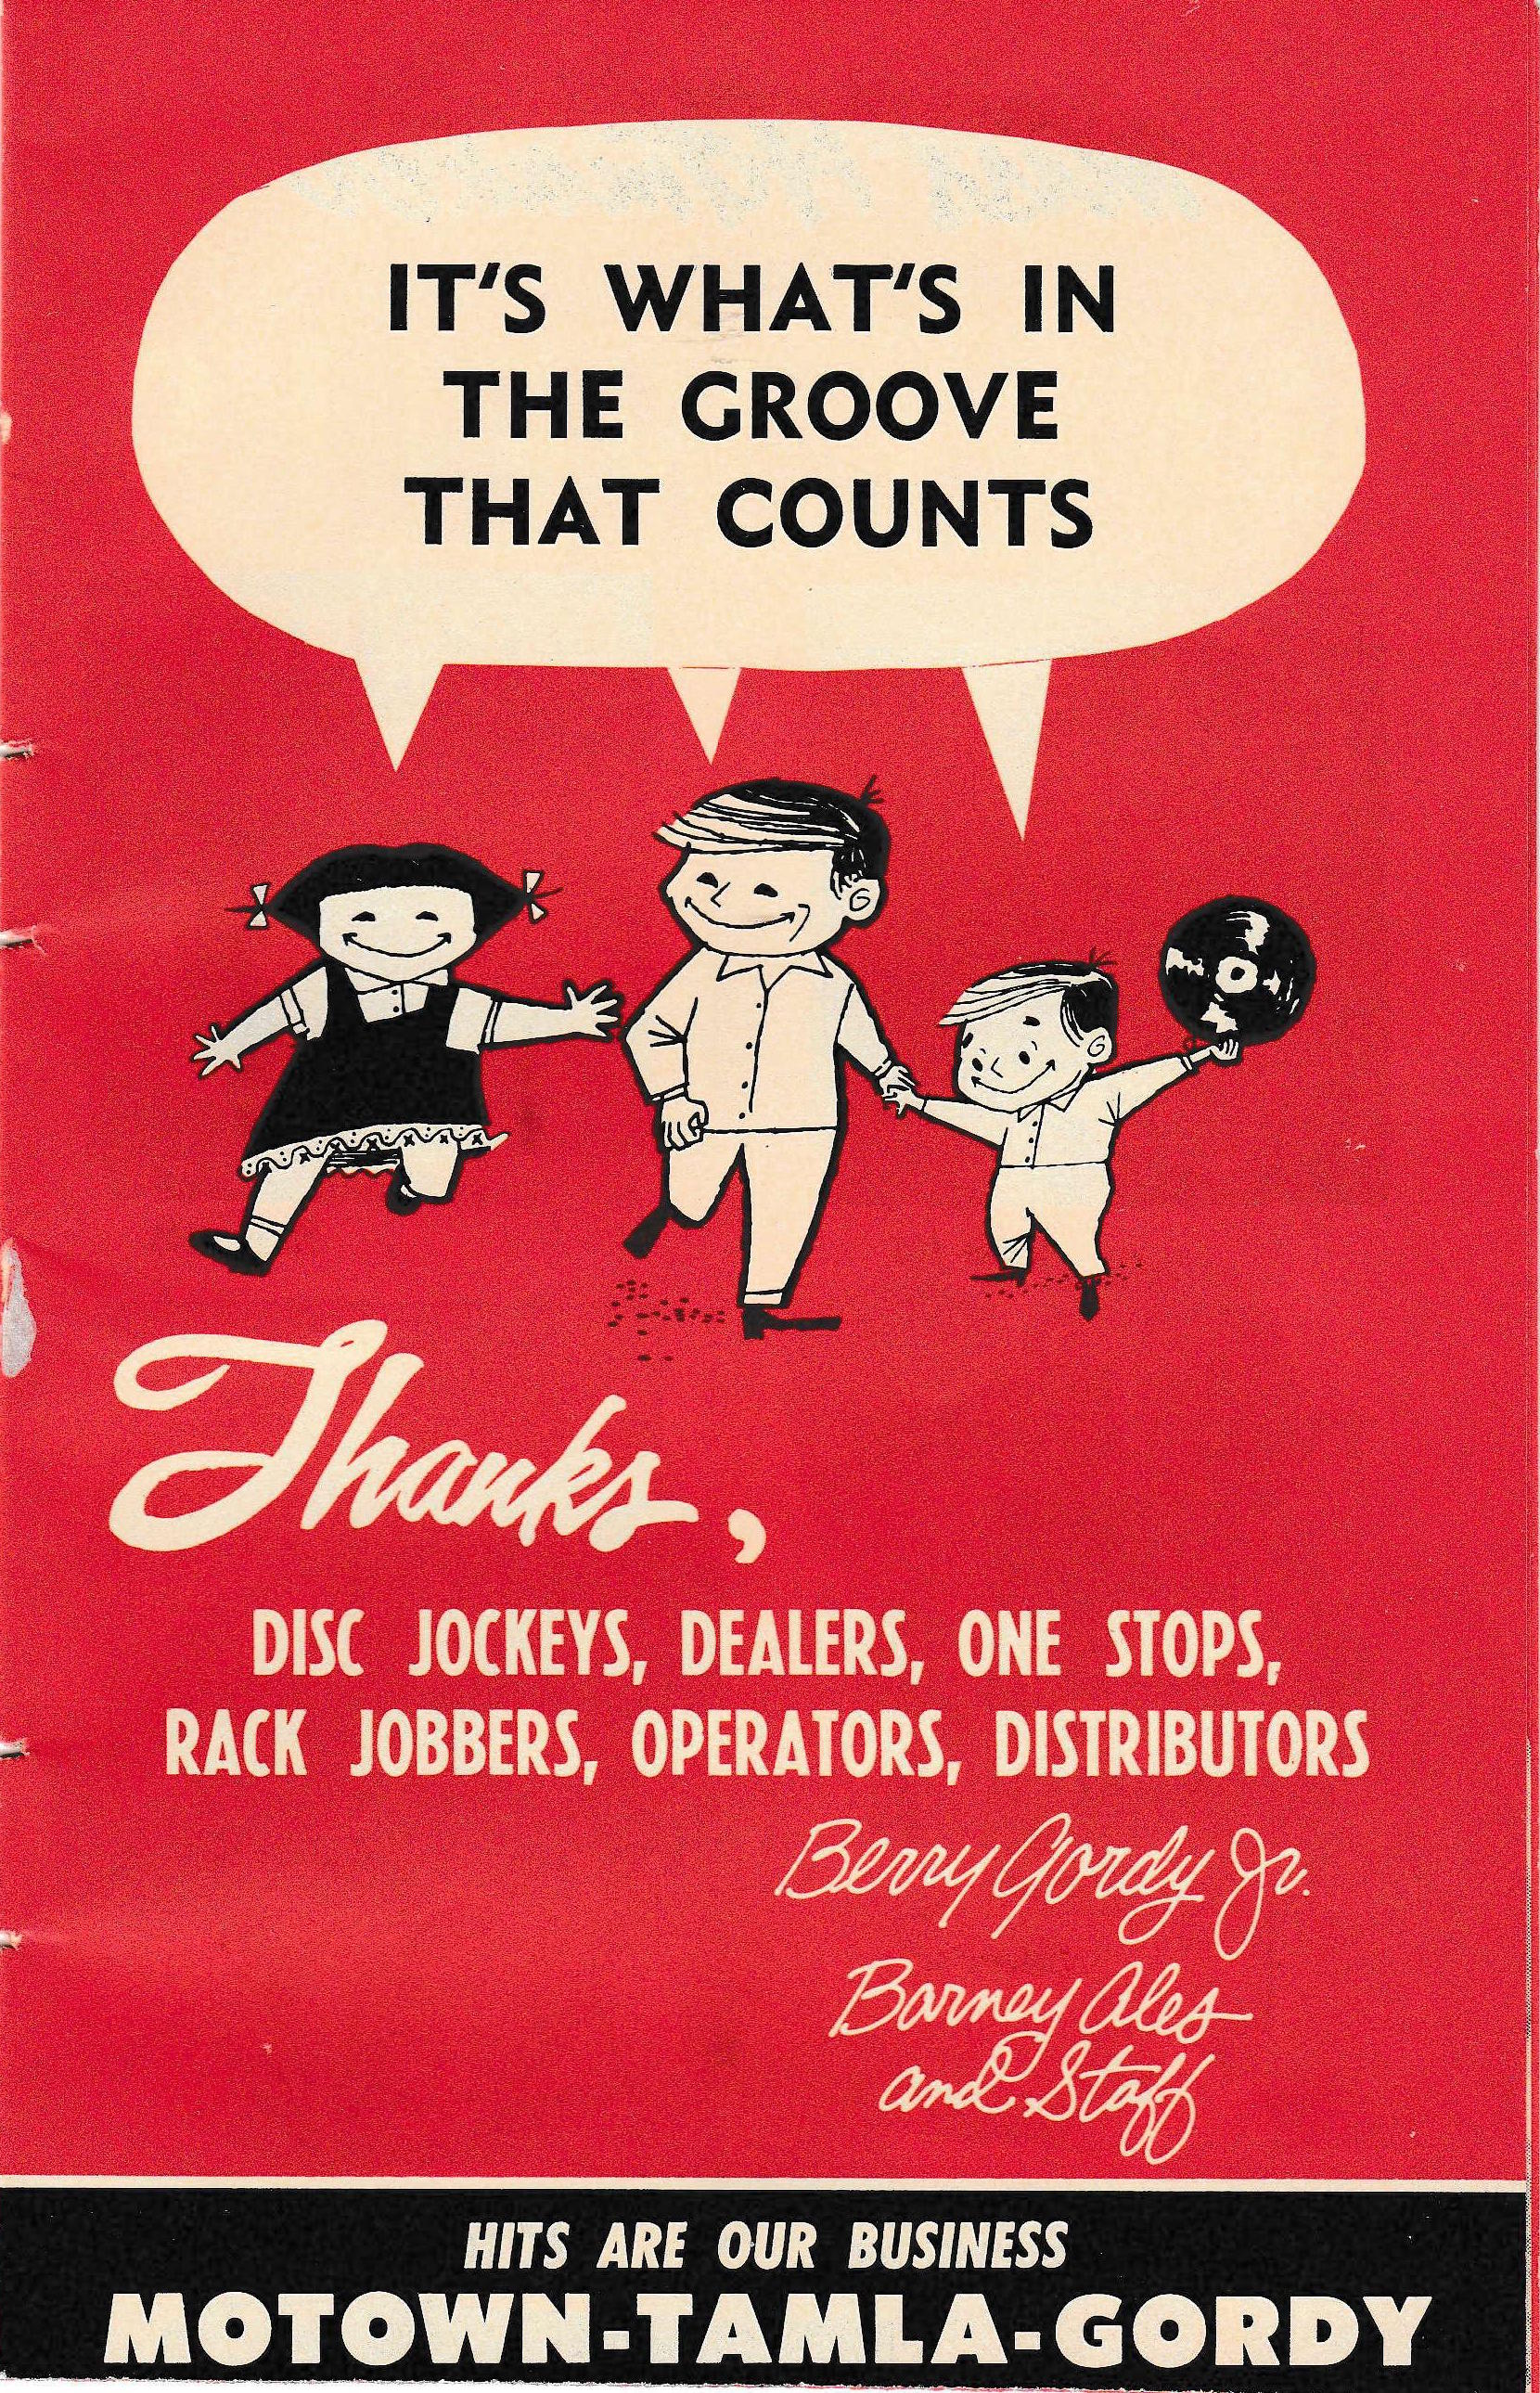 IT'S WHAT'S IN
THE GROOVE
THAT COUNTS
Thanks,
DISC JOCKEYS, DEALERS, ONE STOPS,
RACK JOBBERS, OPERATORS, DISTRIBUTORS
Berry Gordy Jr.
Barney Ales
and Staff
HITS ARE OUR BUSINESS
MOTOWN-TAMLA-GORDY